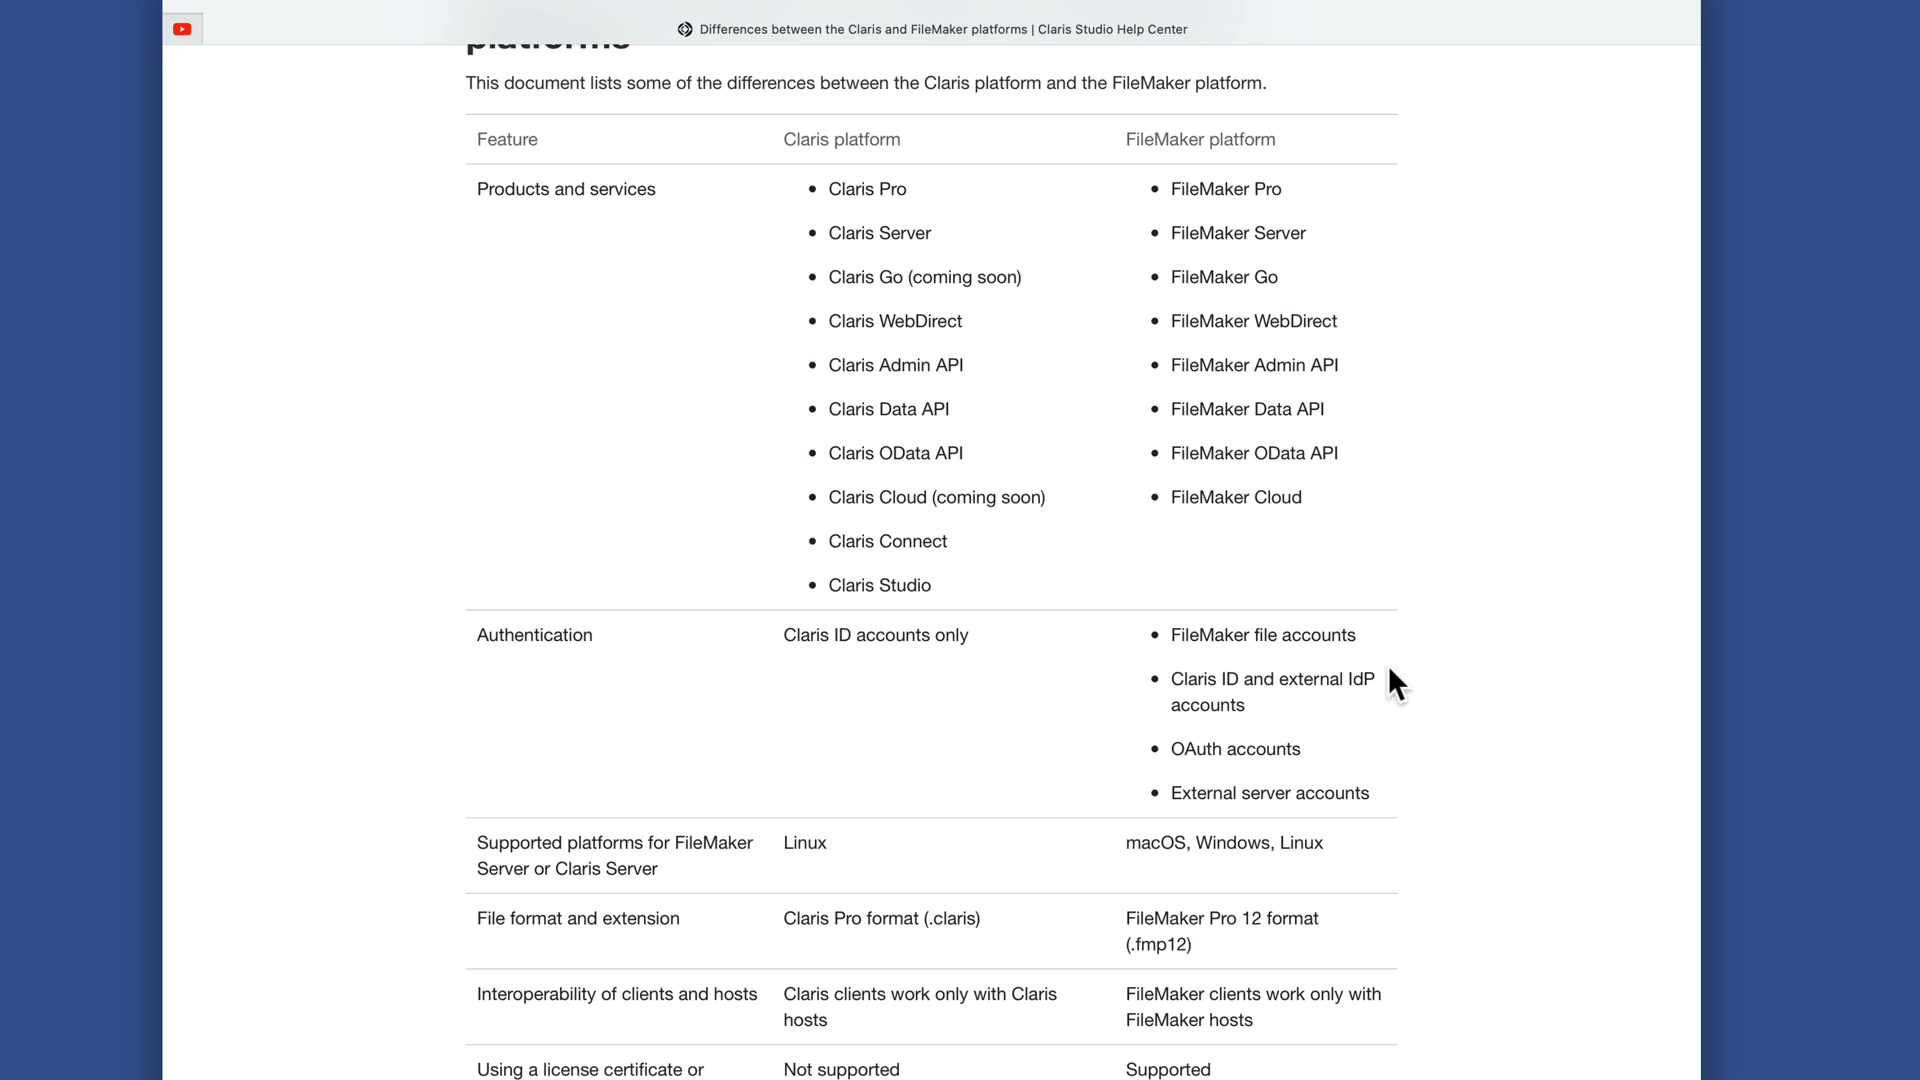 Differences between the Claris and FileMaker platforms | Claris Studio Help Center
platforms
This document lists some of the differences between the Claris platform and the FileMaker platform.
Feature
Claris platform
FileMaker platform
Products and services
• Claris Pro
• Claris Server
• Claris Go (coming soon)
• Claris WebDirect
• Claris Admin API
• Claris Data API
• Claris OData API
• Claris Cloud (coming soon)
• Claris Connect
• Claris Studio
• FileMaker Pro
• FileMaker Server
• FileMaker Go
• FileMaker WebDirect
• FileMaker Admin API
• FileMaker Data API
• FileMaker OData API
• FileMaker Cloud
Authentication
Claris ID accounts only
• FileMaker file accounts
• Claris ID and external IdP
accounts
• OAuth accounts
• External server accounts
Supported platforms for FileMaker
Server or Claris Server
Linux
macOS, Windows, Linux
File format and extension
Claris Pro format (.claris)
FileMaker Pro 12 format
(.fmp12)
Interoperability of clients and hosts
Claris clients work only with Claris
hosts
FileMaker clients work only with
FileMaker hosts
Using a license certificate or
Not supported
Supported